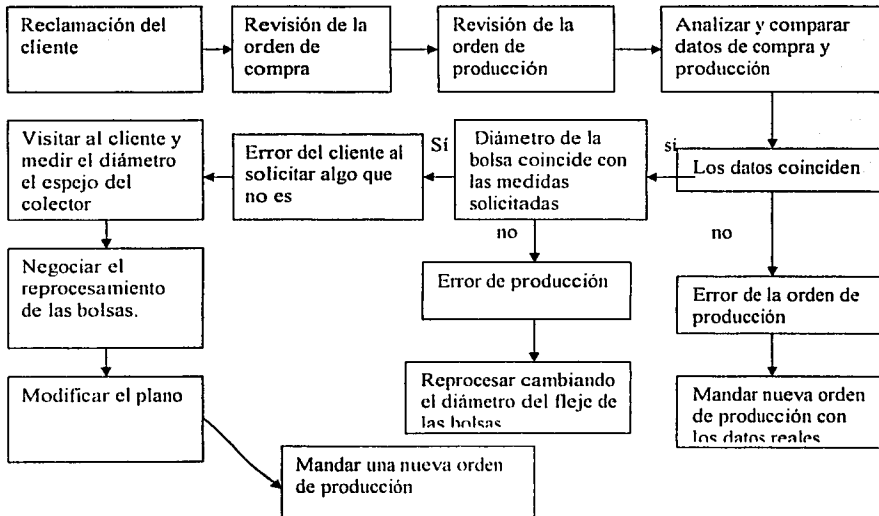 Reclamación del
cliente
Revisión de la
orden de
compra
Revisión de la
orden de
producción
Analizar y comparar
datos de compra y
producción
Visitar al cliente y
medir el diámetro
el espejo del
colector
Error del cliente al
solicitar algo que
no es
Sí
Diámetro de la
bolsa coincide con
las medidas
solicitadas
si
Los datos coinciden
no
no
Negociar el
reprocesamiento
de las bolsas.
Error de producción
Error de la orden de
producción
Modificar el plano
Reprocesar cambiando
el diámetro del fleje de
las bolsas
Mandar nueva orden
de producción con
los datos reales
Mandar una nueva orden
de producción